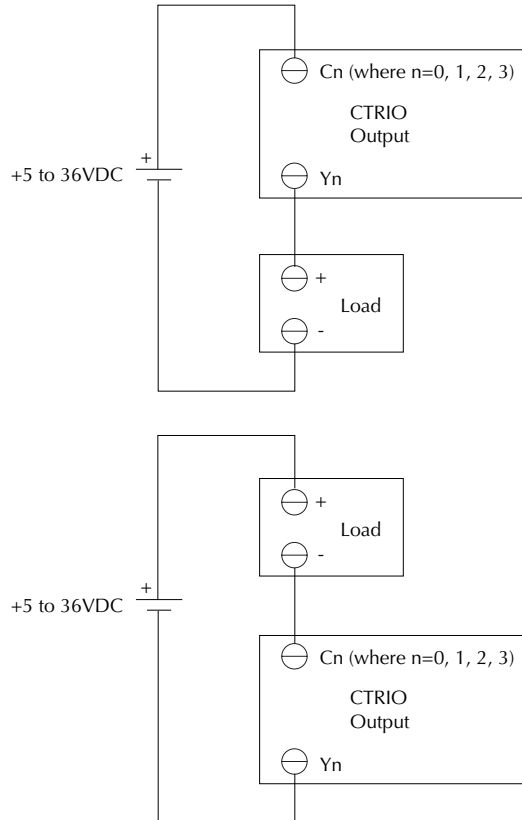 Cn (where n=0, 1, 2, 3)
CTRIO
Output
+
+5 to 36VDC
Yn
+
Load
-
+
Load
-
+
+5 to 36VDC
Cn (where n=0, 1, 2, 3)
CTRIO
Output
Yn